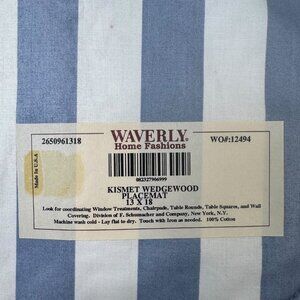 WAVERLY®
Home Fashions
2650961318
WO#:12494
Made in U.S.A
082327906999
KISMET WEDGEWOOD
PLACEMAT
13 X 18
Look for coordinating Window Treatments, Chairpads, Table Rounds, Table Squares, and Wall
Covering. Division of F. Schumacher and Company, New York, N.Y.
Machine wash cold - Lay flat to dry. Touch with Iron as needed. 100% Cotton